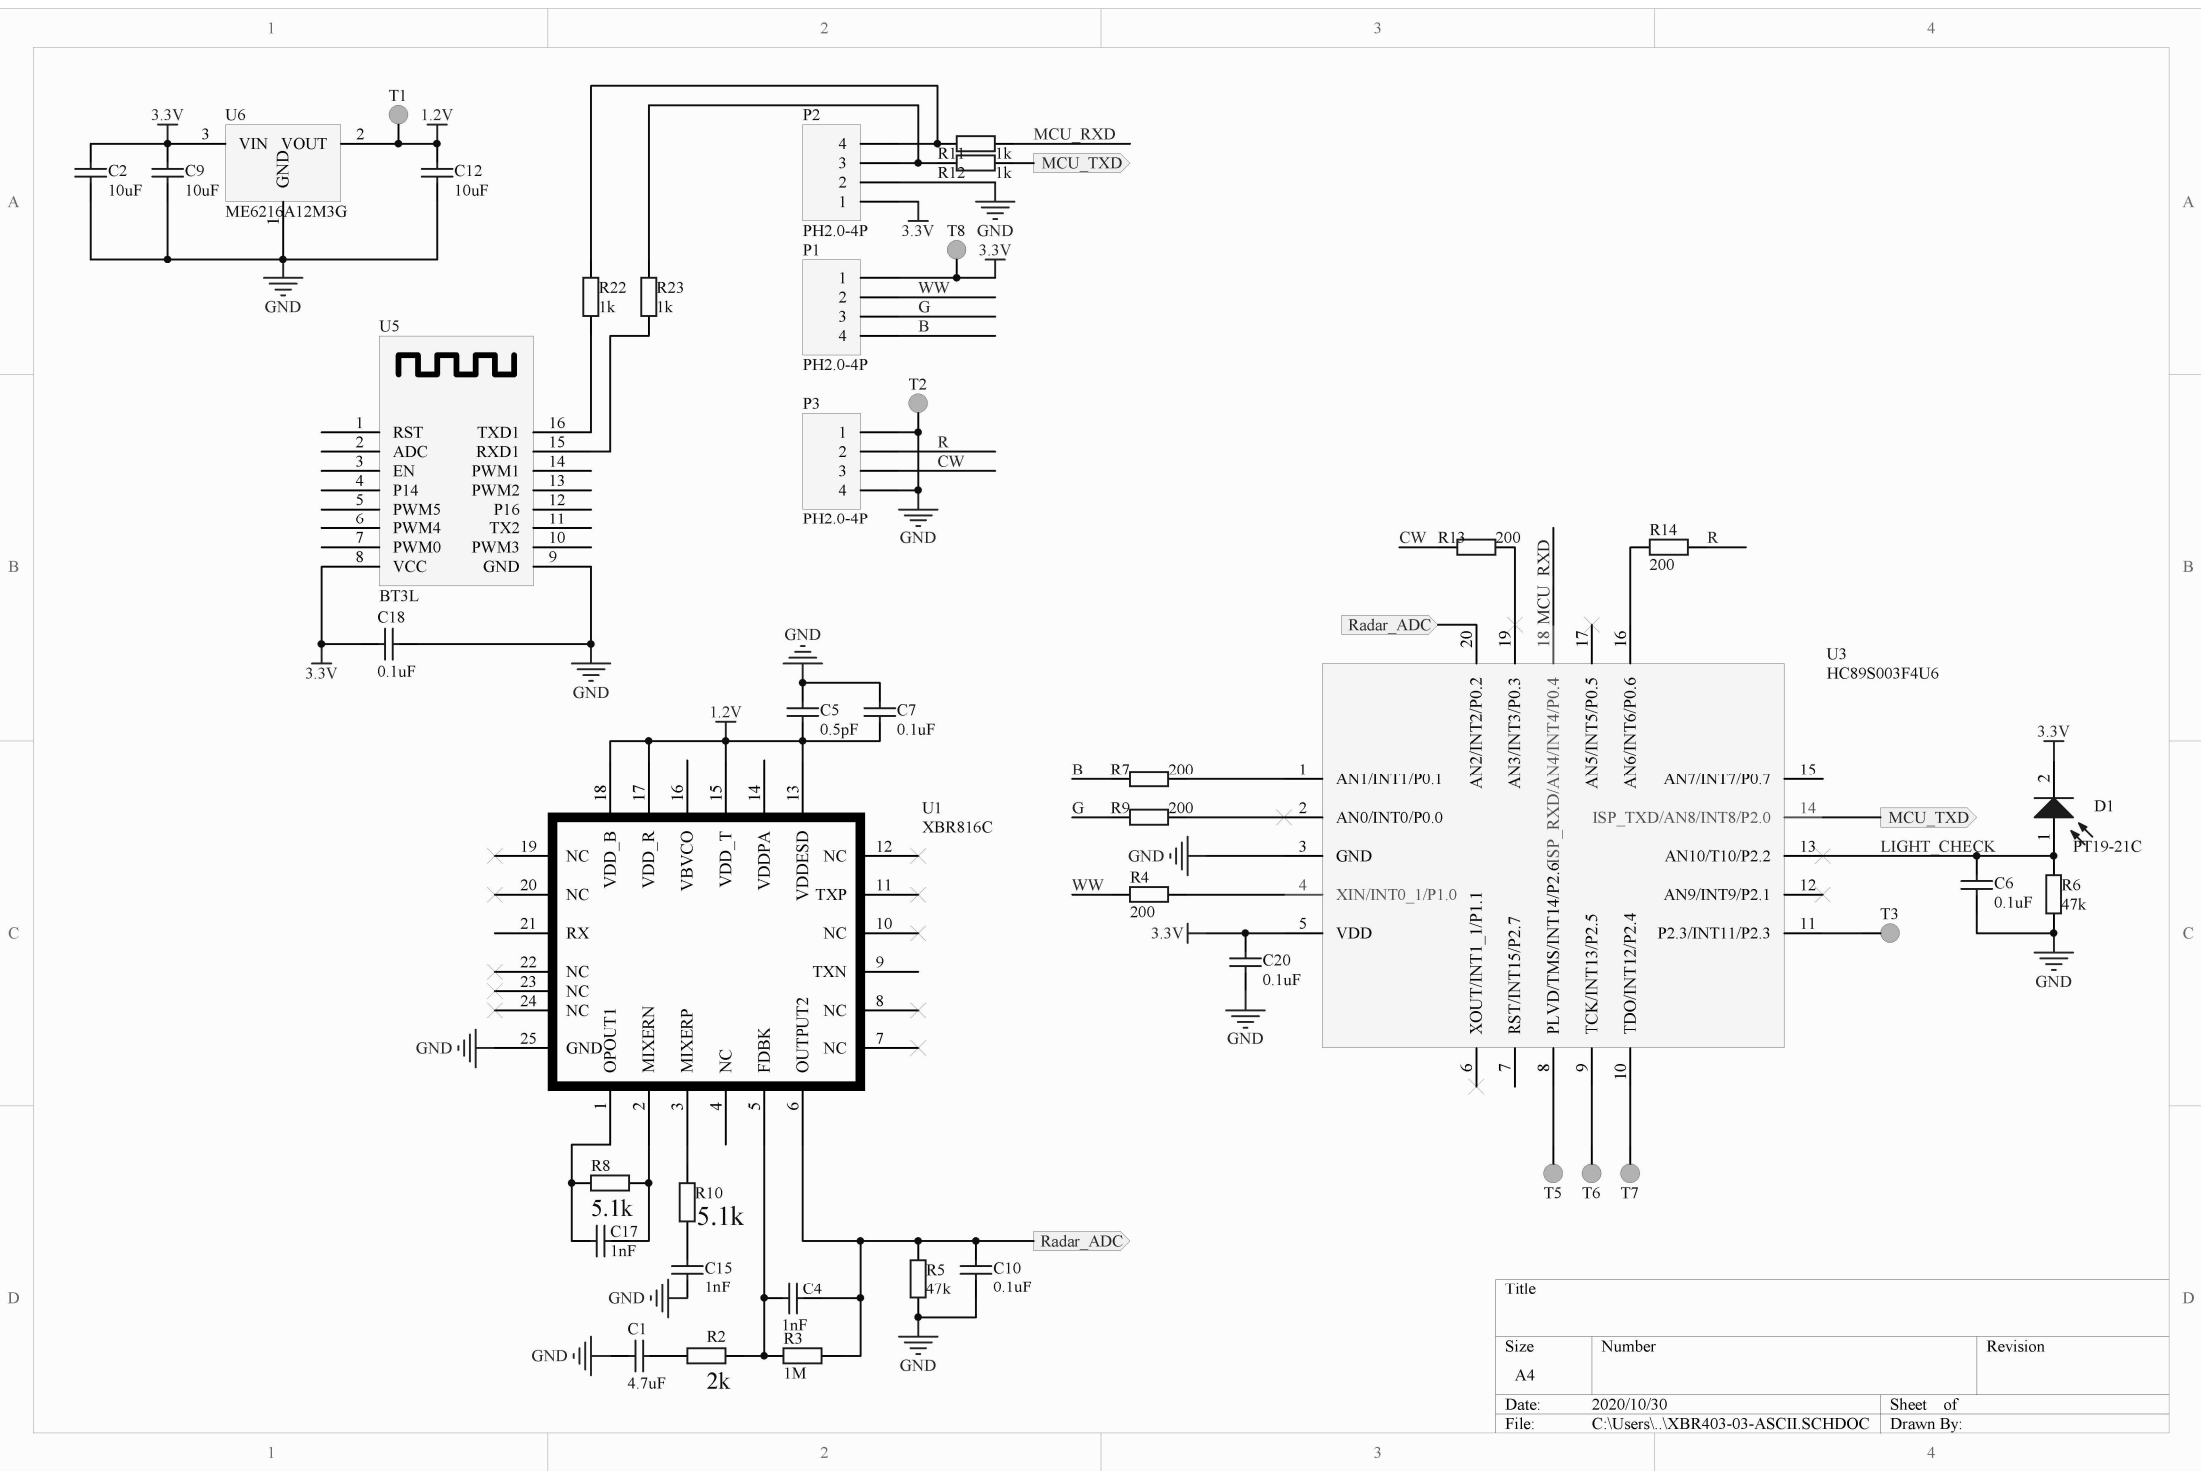 1 2 3 4
A
B
C
D
A
B
C
D
1 2 3 4
T1
3.3V U6 1.2V
3 VIN VOUT 2
GND
C2 C9 C12
10uF 10uF 10uF
ME6216A12M3G
1
GND
P2
4 MCU_RXD
3 R11 1k MCU_TXD
2 R12 1k
1
PH2.0-4P 3.3V T8 GND
P1 3.3V
1
2 WW
3 G
4 B
PH2.0-4P
R22 R23
1k 1k
T2
P3
1
2 R
3 CW
4
PH2.0-4P
GND
U5
1 RST TXD1 16
2 ADC RXD1 15
3 EN PWM1 14
4 P14 PWM2 13
5 PWM5 P16 12
6 PWM4 TX2 11
7 PWM0 PWM3 10
8 VCC GND 9
BT3L
C18
0.1uF
3.3V
GND
GND
1.2V
C5 C7
0.5pF 0.1uF
18 17 16 15 14 13
U1
XBR816C
VDD_B VDD_R VBVCO VDD_T VDDPA VDDESD
19 NC NC 12
20 NC TXP 11
21 RX NC 10
22 NC TXN 9
23 NC
24 NC NC 8
GND 25 GND NC 7
OPOUT1 MIXERN MIXERP NC FDBK OUTPUT2
1 2 3 4 5 6
R8
5.1k
C17
1nF
R10
5.1k
C15
1nF
GND
C4
1nF
R3
1M
C1
4.7uF
GND
R2
2k
Radar_ADC
R5 C10
47k 0.1uF
GND
CW R13 200
MCU_RXD
R14
200
R
Radar_ADC
20 19 18 17 16
U3
HC89S003F4U6
AN2/INT2/P0.2
AN3/INT3/P0.3
ISP_RXD/AN4/INT4/P0.4
AN5/INT5/P0.5
AN6/INT6/P0.6
B R7 200 1 AN1/INT1/P0.1
G R9 200 2 AN0/INT0/P0.0
GND 3 GND
WW R4 4 XIN/INT0_1/P1.0
200
3.3V 5 VDD
C20
0.1uF
GND
AN7/INT7/P0.7 15
ISP_TXD/AN8/INT8/P2.0 14 MCU_TXD
AN10/T10/P2.2 13 LIGHT_CHECK
AN9/INT9/P2.1 12
P2.3/INT11/P2.3 11 T3
XOUT/INT1_1/P1.1
RST/INT15/P2.7
PLVD/TMS/INT14/P2.6
TCK/INT13/P2.5
TDO/INT12/P2.4
6 7 8 9 10
T5 T6 T7
3.3V
2
D1
1
PT19-21C
C6 R6
0.1uF 47k
GND
Title
Size Number Revision
A4
Date: 2020/10/30 Sheet of
File: C:\Users\..\XBR403-03-ASCII.SCHDOC Drawn By: